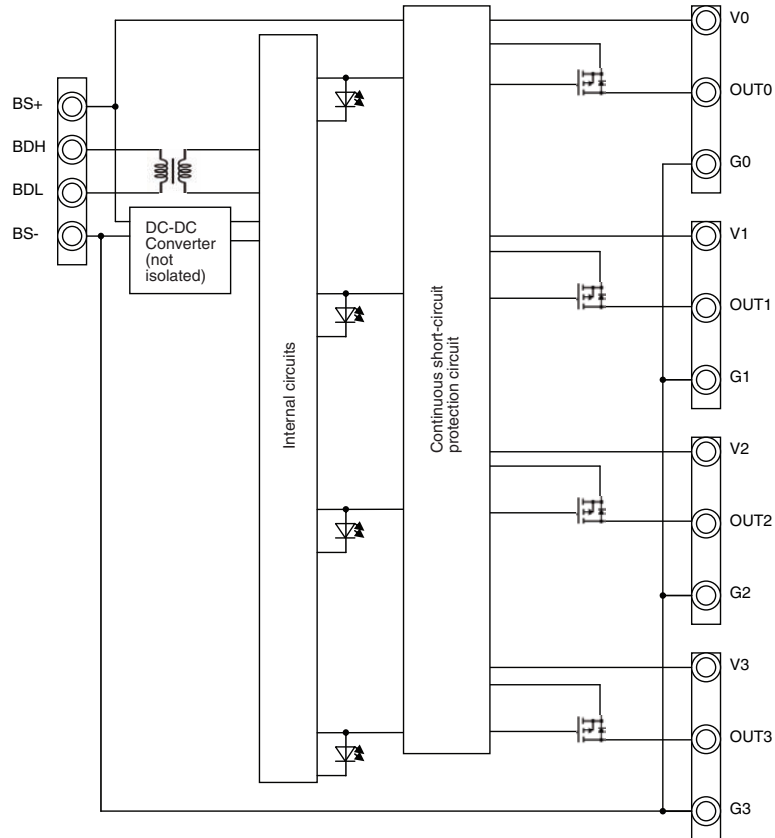 BS+
BDH
BDL
BS-
DC-DC
Converter
(not
isolated)
Internal circuits
Continuous short-circuit
protection circuit
V0
OUT0
G0
V1
OUT1
G1
V2
OUT2
G2
V3
OUT3
G3